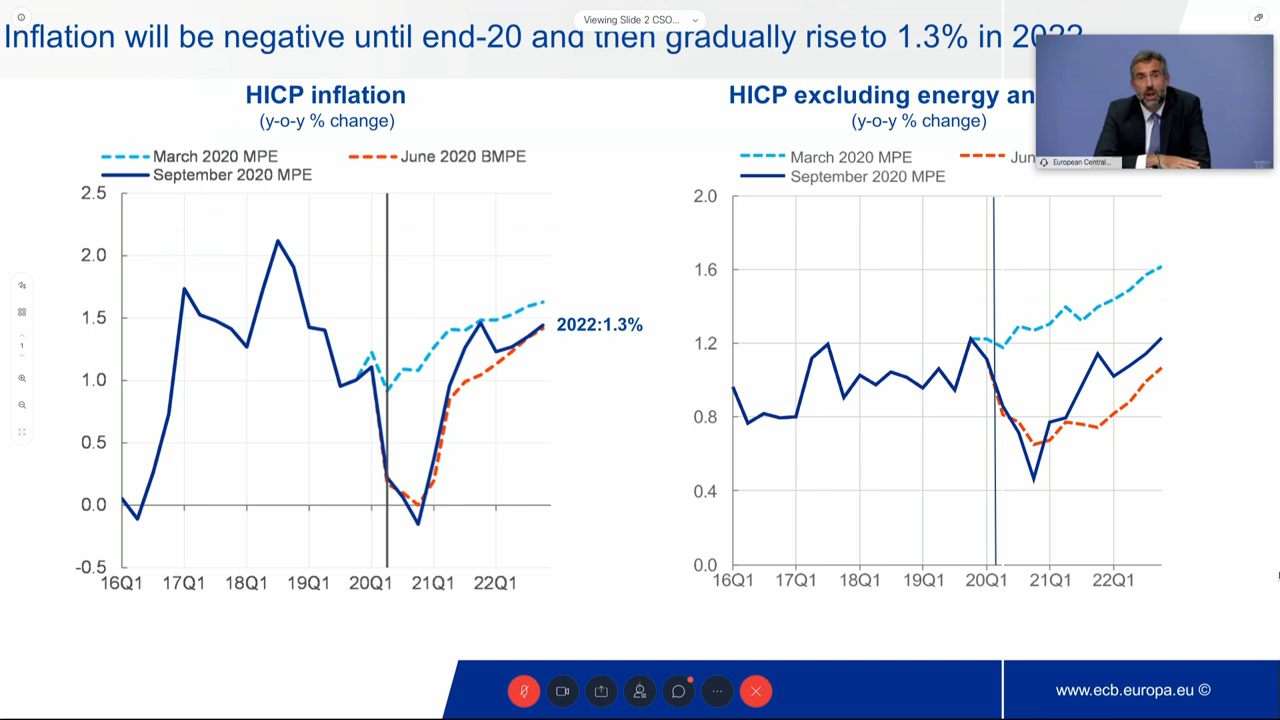 Viewing Slide 2 CSO...
Inflation will be negative until end-20 and then gradually rise to 1.3% in 2022
HICP inflation
(y-o-y % change)
March 2020 MPE
June 2020 BMPE
September 2020 MPE
2.5
2.0
1.5
1.0
0.5
0.0
-0.5
16Q1 17Q1 18Q1 19Q1 20Q1 21Q1 22Q1
2022:1.3%
HICP excluding energy an
(y-o-y % change)
March 2020 MPE
Jun
September 2020 MPE
2.0
1.6
1.2
0.8
0.4
0.0
16Q1 17Q1 18Q1 19Q1 20Q1 21Q1 22Q1
European Central...
1
www.ecb.europa.eu ©